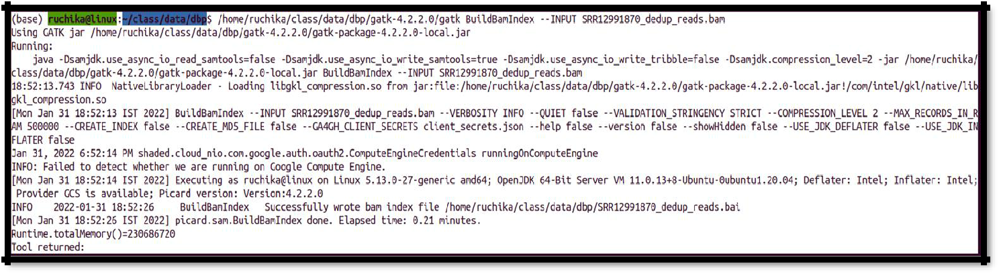 (base) ruchika@linux:~/class/data/dbp$ /home/ruchika/class/data/dbp/gatk-4.2.2.0/gatk BuildBamIndex --INPUT SRR12991870_dedup_reads.bam
Using GATK jar /home/ruchika/class/data/dbp/gatk-4.2.2.0/gatk-package-4.2.2.0-local.jar
Running:
    java -Dsamjdk.use_async_io_read_samtools=false -Dsamjdk.use_async_io_write_samtools=true -Dsamjdk.use_async_io_write_tribble=false -Dsamjdk.compression_level=2 -jar /home/ruchika/
class/data/dbp/gatk-4.2.2.0/gatk-package-4.2.2.0-local.jar BuildBamIndex --INPUT SRR12991870_dedup_reads.bam
18:52:13.743 INFO  NativeLibraryLoader - Loading libgkl_compression.so from jar:file:/home/ruchika/class/data/dbp/gatk-4.2.2.0/gatk-package-4.2.2.0-local.jar!/com/intel/gkl/native/lib
gkl_compression.so
[Mon Jan 31 18:52:13 IST 2022] BuildBamIndex --INPUT SRR12991870_dedup_reads.bam --VERBOSITY INFO --QUIET false --VALIDATION_STRINGENCY STRICT --COMPRESSION_LEVEL 2 --MAX_RECORDS_IN_R
AM 500000 --CREATE_INDEX false --CREATE_MD5_FILE false --GA4GH_CLIENT_SECRETS client_secrets.json --help false --version false --showHidden false --USE_JDK_DEFLATER false --USE_JDK_IN
FLATER false
Jan 31, 2022 6:52:14 PM shaded.cloud_nio.com.google.auth.oauth2.ComputeEngineCredentials runningOnComputeEngine
INFO: Failed to detect whether we are running on Google Compute Engine.
[Mon Jan 31 18:52:14 IST 2022] Executing as ruchika@linux on Linux 5.13.0-27-generic amd64; OpenJDK 64-Bit Server VM 11.0.13+8-Ubuntu-0ubuntu1.20.04; Deflater: Intel; Inflater: Intel;
 Provider GCS is available; Picard version: Version:4.2.2.0
INFO    2022-01-31 18:52:26     BuildBamIndex   Successfully wrote bam index file /home/ruchika/class/data/dbp/SRR12991870_dedup_reads.bai
[Mon Jan 31 18:52:26 IST 2022] picard.sam.BuildBamIndex done. Elapsed time: 0.21 minutes.
Runtime.totalMemory()=230686720
Tool returned: